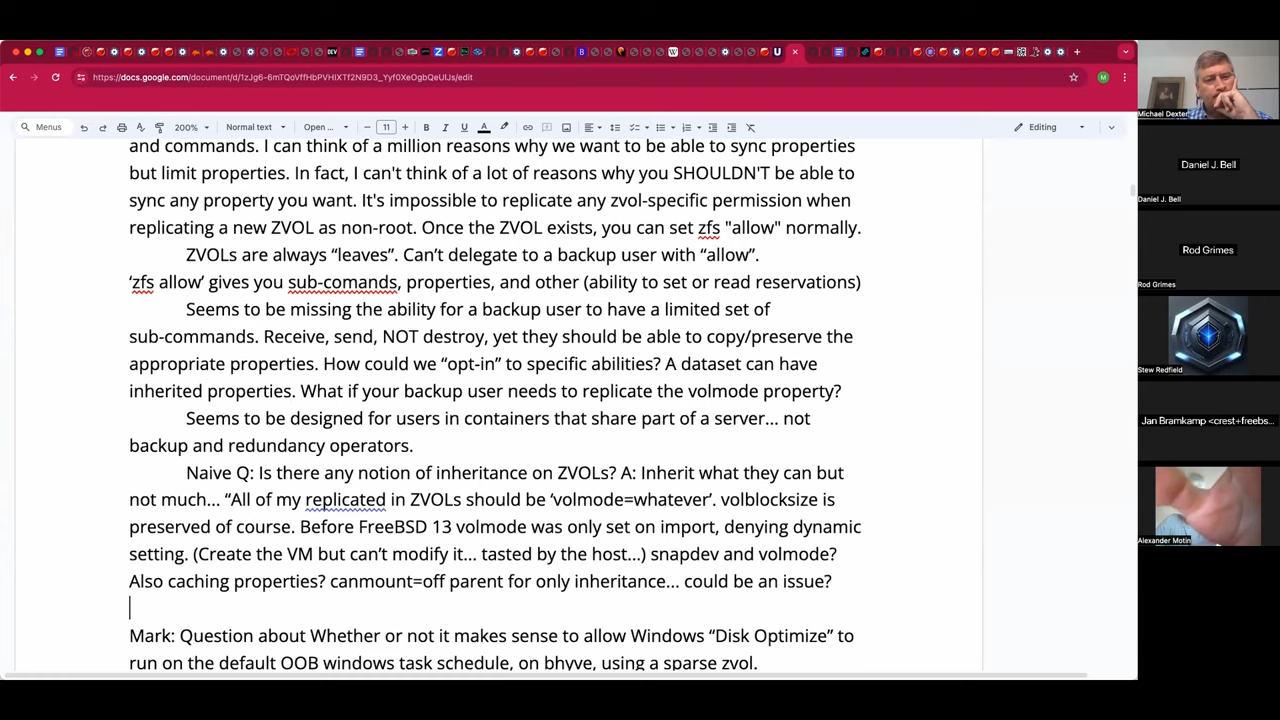 https://docs.google.com/document/d/1zJg6-6mTQoVffHbPVHIXTf2N9D3_Yyf0XeOgbQeUIJs/edit
M
Menus
200%
Normal text
Open ...
11
Editing
and commands. I can think of a million reasons why we want to be able to sync properties
but limit properties. In fact, I can't think of a lot of reasons why you SHOULDN'T be able to
sync any property you want. It's impossible to replicate any zvol-specific permission when
replicating a new ZVOL as non-root. Once the ZVOL exists, you can set zfs "allow" normally.
ZVOLs are always “leaves”. Can’t delegate to a backup user with “allow”.
‘zfs allow’ gives you sub-comands, properties, and other (ability to set or read reservations)
Seems to be missing the ability for a backup user to have a limited set of
sub-commands. Receive, send, NOT destroy, yet they should be able to copy/preserve the
appropriate properties. How could we “opt-in” to specific abilities? A dataset can have
inherited properties. What if your backup user needs to replicate the volmode property?
Seems to be designed for users in containers that share part of a server... not
backup and redundancy operators.
Naive Q: Is there any notion of inheritance on ZVOLs? A: Inherit what they can but
not much... “All of my replicated in ZVOLs should be ‘volmode=whatever’. volblocksize is
preserved of course. Before FreeBSD 13 volmode was only set on import, denying dynamic
setting. (Create the VM but can’t modify it... tasted by the host...) snapdev and volmode?
Also caching properties? canmount=off parent for only inheritance... could be an issue?
Mark: Question about Whether or not it makes sense to allow Windows “Disk Optimize” to
run on the default OOB windows task schedule, on bhyve, using a sparse zvol.
Michael Dexter
Daniel J. Bell
Daniel J. Bell
Rod Grimes
Rod Grimes
Stew Redfield
Jan Bramkamp <crest+freebs...
Alexander Motin